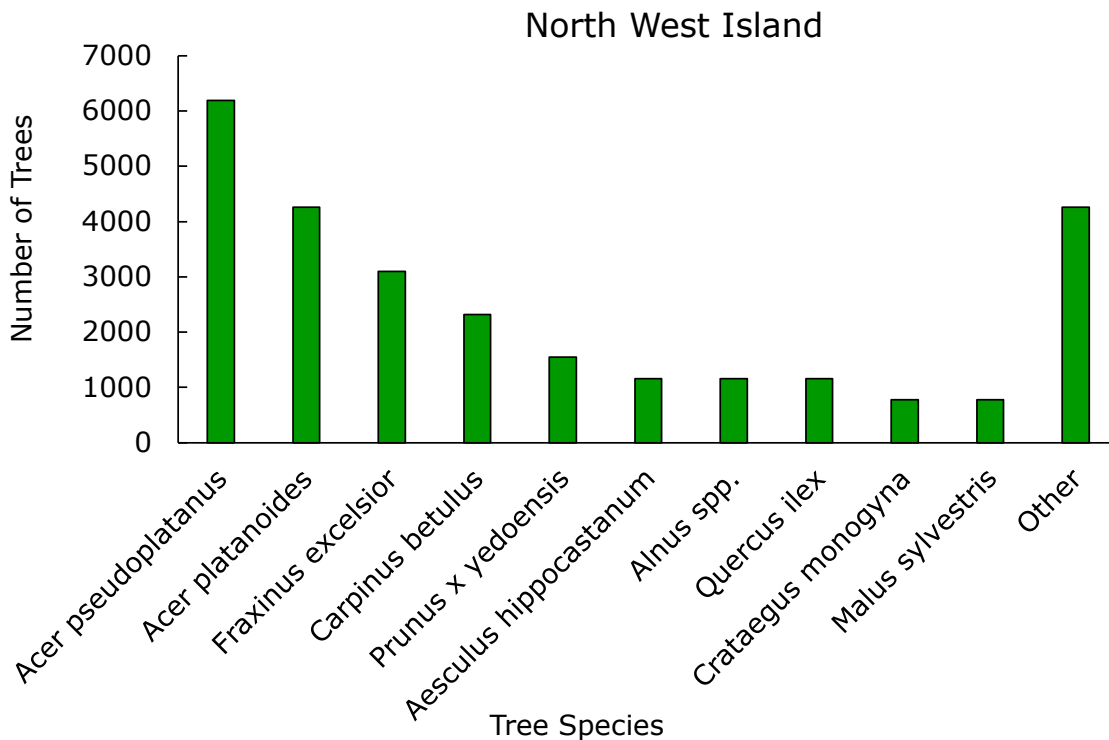 North West Island
Number of Trees
7000
6000
5000
4000
3000
2000
1000
0
Acer pseudoplatanus
Acer platanoides
Fraxinus excelsior
Carpinus betulus
Prunus x yedoensis
Aesculus hippocastanum
Alnus spp.
Quercus ilex
Crataegus monogyna
Malus sylvestris
Other
Tree Species